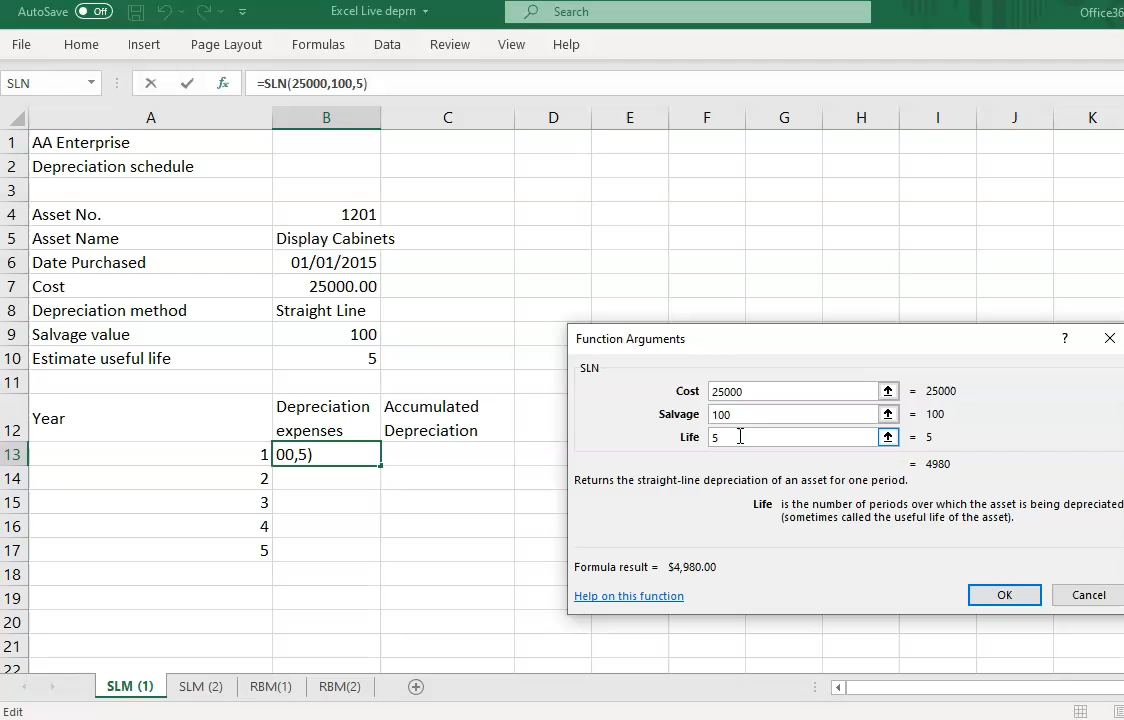 AutoSave Off Excel Live deprn Search Office36
File Home Insert Page Layout Formulas Data Review View Help
SLN fx =SLN(25000,100,5)
A B C D E F G H I J K
1 AA Enterprise
2 Depreciation schedule
3
4 Asset No. 1201
5 Asset Name Display Cabinets
6 Date Purchased 01/01/2015
7 Cost 25000.00
8 Depreciation method Straight Line
9 Salvage value 100
10 Estimate useful life 5
11
Depreciation Accumulated
12 Year expenses Depreciation
13 1 00,5)
14 2
15 3
16 4
17 5
18
19
20
21
22
Function Arguments ?
SLN
Cost 25000 = 25000
Salvage 100 = 100
Life 5 = 5
= 4980
Returns the straight-line depreciation of an asset for one period.
Life is the number of periods over which the asset is being depreciated
(sometimes called the useful life of the asset).
Formula result = $4,980.00
Help on this function OK Cancel
SLM (1) SLM (2) RBM(1) RBM(2)
Edit